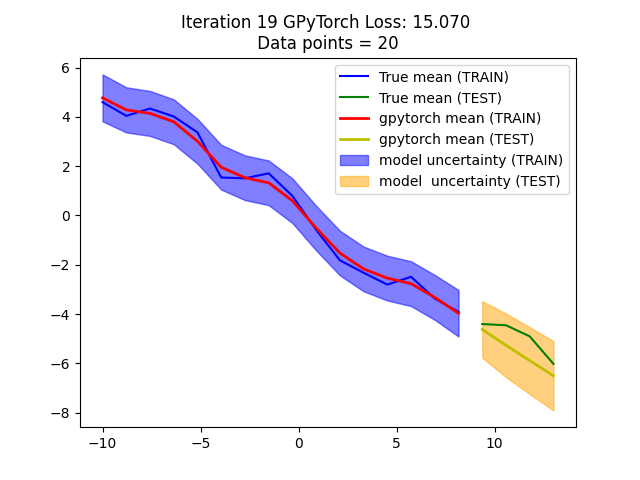 Iteration 19 GPyTorch Loss: 15.070
Data points = 20
6
4
2
0
−2
−4
−6
−8
True mean (TRAIN)
True mean (TEST)
gpytorch mean (TRAIN)
gpytorch mean (TEST)
model uncertainty (TRAIN)
model  uncertainty (TEST)
−10
−5
0
5
10